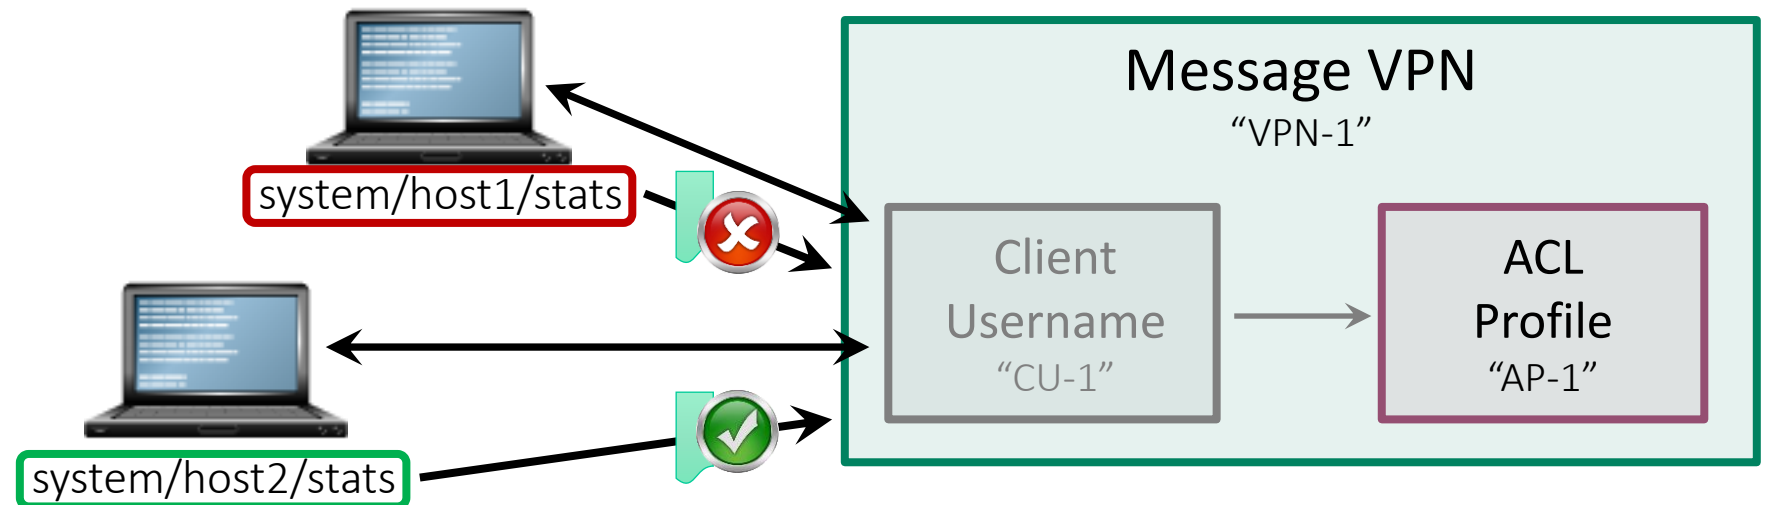 Message VPN
“VPN-1”
system/host1/stats
Client
Username
“CU-1”
ACL
Profile
“AP-1”
system/host2/stats